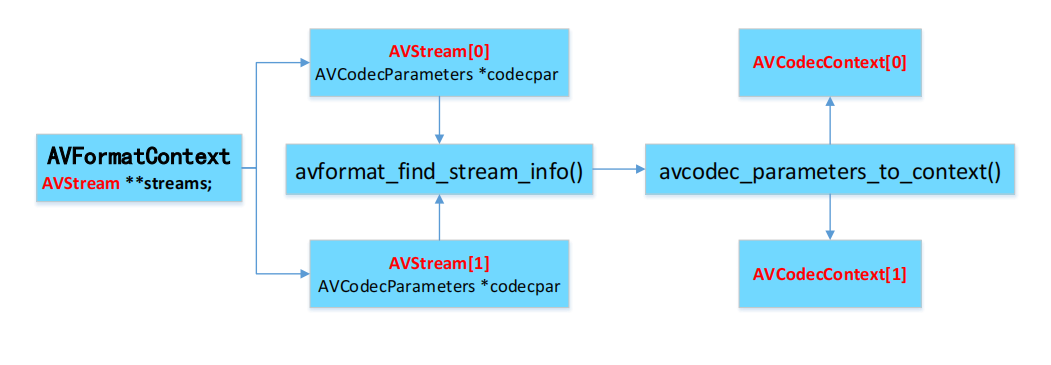 AVFormatContext
AVStream **streams;
AVStream[0]
AVCodecParameters *codecpar
avformat_find_stream_info()
AVStream[1]
AVCodecParameters *codecpar
avcodec_parameters_to_context()
AVCodecContext[0]
AVCodecContext[1]